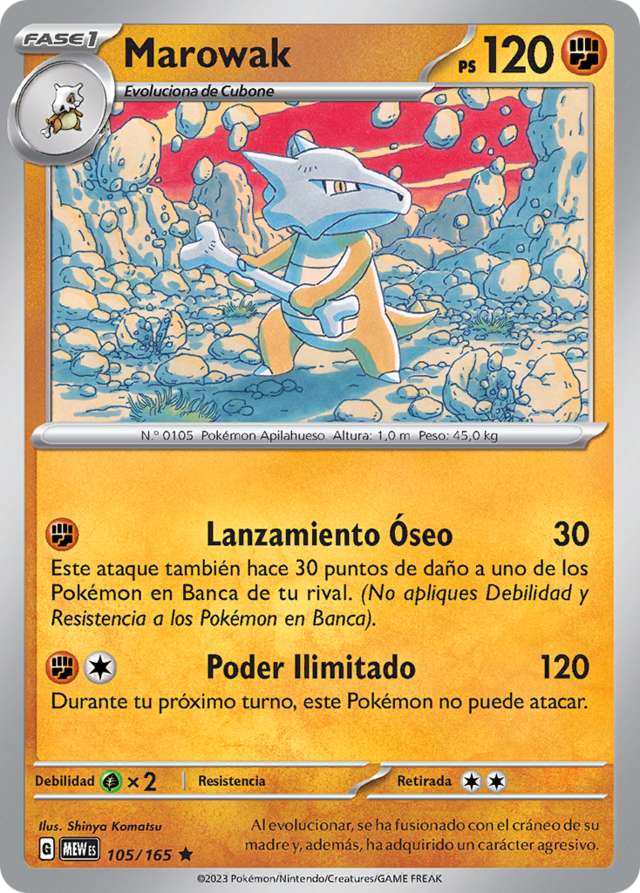 FASE 1
Marowak
PS 120
Evoluciona de Cubone
N.º 0105 Pokémon Apilahueso Altura: 1,0 m Peso: 45,0 kg
Lanzamiento Óseo 30
Este ataque también hace 30 puntos de daño a uno de los
Pokémon en Banca de tu rival. (No apliques Debilidad y
Resistencia a los Pokémon en Banca).
Poder Ilimitado 120
Durante tu próximo turno, este Pokémon no puede atacar.
Debilidad ×2 Resistencia Retirada
Ilus. Shinya Komatsu
G MEW ES 105/165 ★
Al evolucionar, se ha fusionado con el cráneo de su
madre y, además, ha adquirido un carácter agresivo.
©2023 Pokémon/Nintendo/Creatures/GAME FREAK